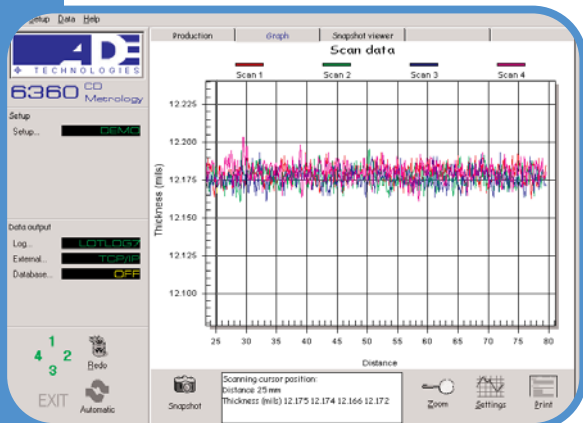 Setup Data Help
ADE
TECHNOLOGIES
6360 CD
Metrology
Setup
Setup... DEMO
Data output
Log... LOTLOG7
External... TCP/IP
Database... OFF
1
4 2
3
Redo
EXIT
Automatic
Production Graph Snapshot viewer
Scan data
Scan 1 Scan 2 Scan 3 Scan 4
Thickness (mils)
12.225
12.200
12.175
12.150
12.125
12.100
25 30 35 40 45 50 55 60 65 70 75 80
Distance
Snapshot
Scanning cursor position:
Distance 25 mm
Thickness (mils) 12.175 12.174 12.166 12.172
Zoom
Settings
Print